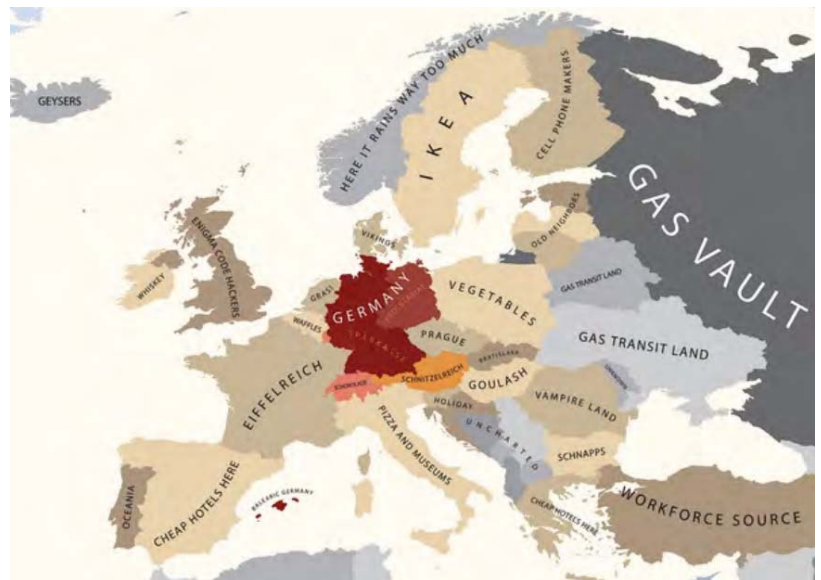 GEYSERS
HERE IT RAINS WAY TOO MUCH
IKEA
CELL PHONE MAKERS
GAS VAULT
ENIGMA CODE HACKERS
WHISKEY
VIKINGS
OLD NEIGHBORS
GRAS!
GERMANY
VEGETABLES
GAS TRANSIT LAND
WAFFLES
PRAGUE
GAS TRANSIT LAND
BRATISLAVA
EIFFELREICH
SCHNITZELREICH
GOULASH
HOLIDAY
VAMPIRE LAND
UNCHARTED
PIZZA AND MUSEUMS
SCHNAPPS
OCEANIA
CHEAP HOTELS HERE
BALEARIC GERMANY
CHEAP HOTELS HERE
WORKFORCE SOURCE